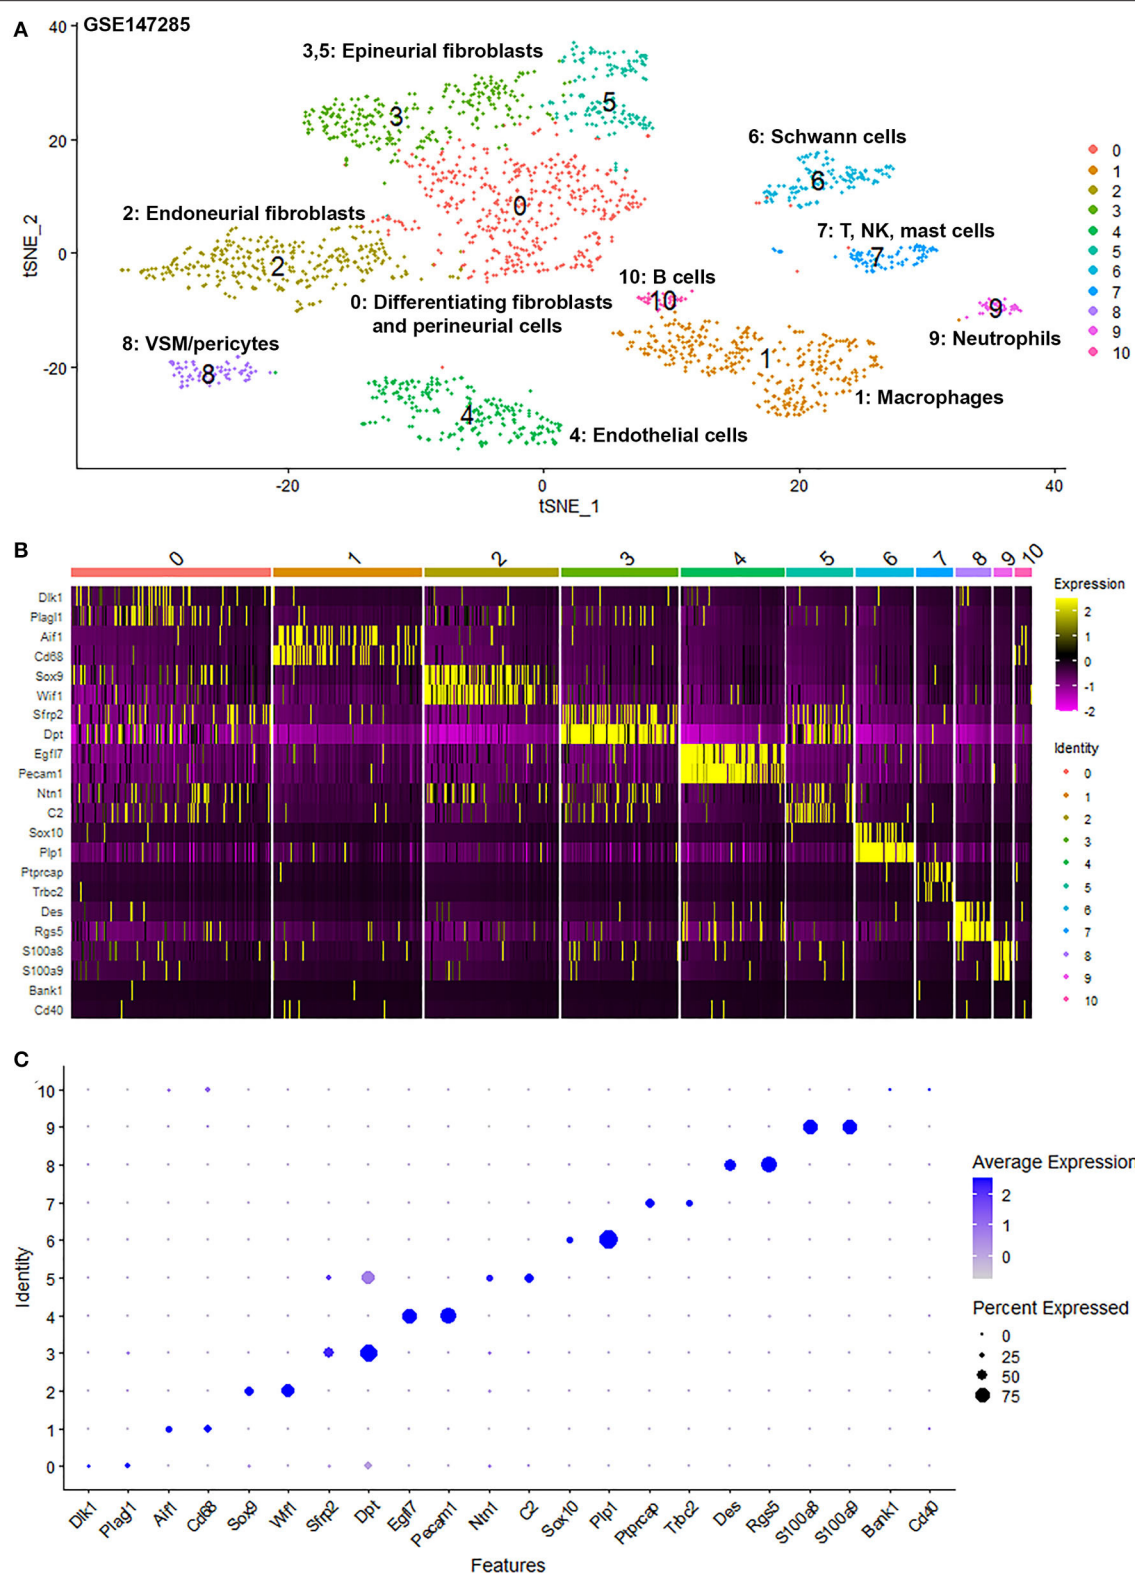 A
GSE147285
40
20
0
-20
tSNE_2
3,5: Epineurial fibroblasts
3
5
6: Schwann cells
6
0
2: Endoneurial fibroblasts
2
7: T, NK, mast cells
7
10: B cells
10
0: Differentiating fibroblasts
and perineurial cells
9
9: Neutrophils
8: VSM/pericytes
8
1
1: Macrophages
4
4: Endothelial cells
-20
0
20
40
tSNE_1
0
1
2
3
4
5
6
7
8
9
10
B
0
1
2
3
4
5
6
7
8
9
10
Dlk1
Plagl1
Aif1
Cd68
Sox9
Wif1
Sfrp2
Dpt
Egfl7
Pecam1
Ntn1
C2
Sox10
Plp1
Ptprcap
Trbc2
Des
Rgs5
S100a8
S100a9
Bank1
Cd40
Expression
2
1
0
-1
-2
Identity
0
1
2
3
4
5
6
7
8
9
10
C
10
9
8
7
6
5
4
3
2
1
0
Identity
Dlk1
Plagl1
Aif1
Cd68
Sox9
Wif1
Sfrp2
Dpt
Egfl7
Pecam1
Ntn1
C2
Sox10
Plp1
Ptprcap
Trbc2
Des
Rgs5
S100a8
S100a9
Bank1
Cd40
Features
Average Expression
2
1
0
Percent Expressed
0
25
50
75